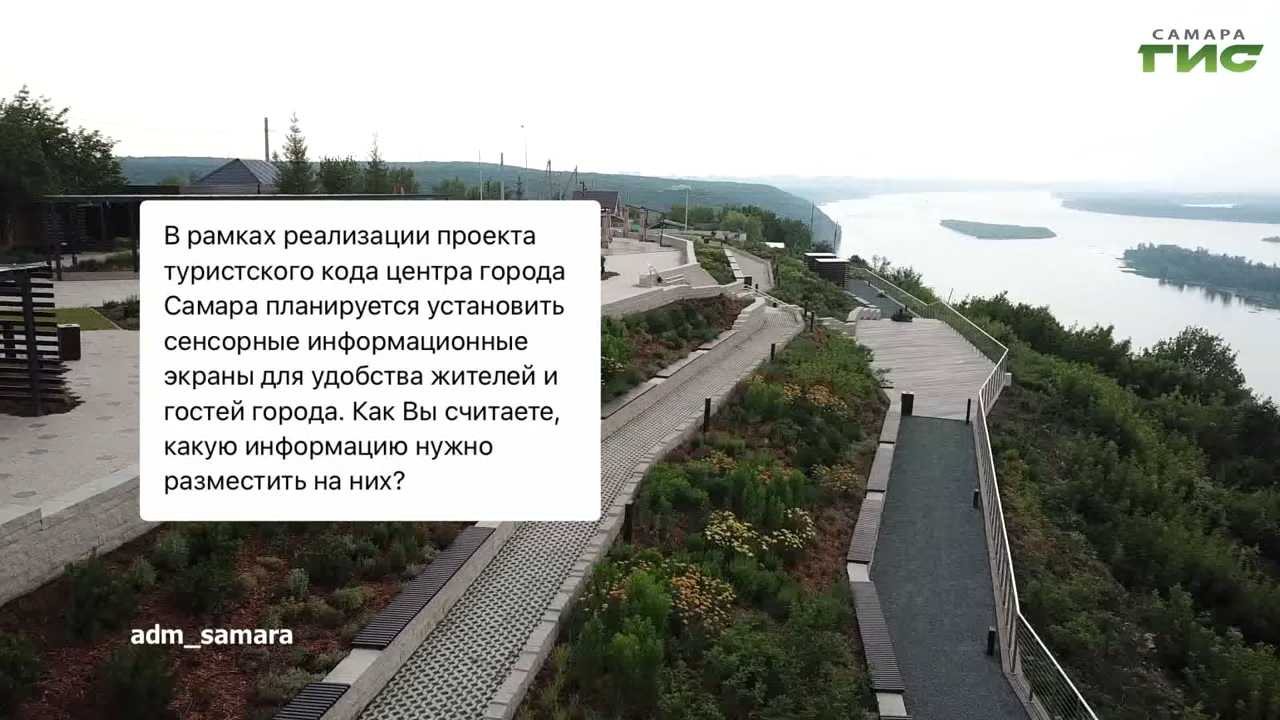 САМАРА
ГИС
В рамках реализации проекта
туристского кода центра города
Самара планируется установить
сенсорные информационные
экраны для удобства жителей и
гостей города. Как Вы считаете,
какую информацию нужно
разместить на них?
adm_samara